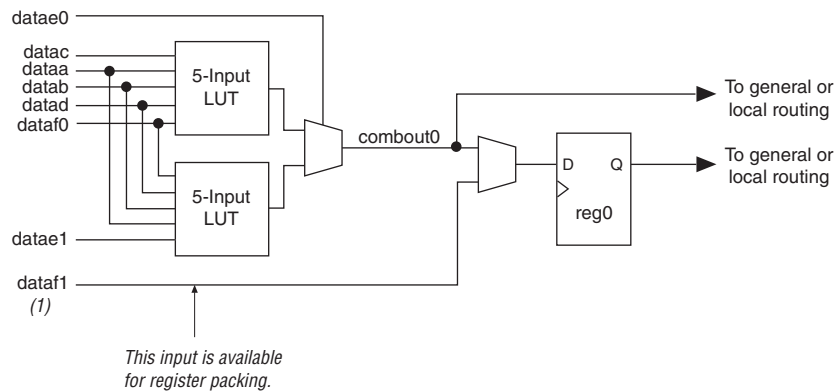 datae0
datac
dataa
datab
datad
dataf0
5-Input
LUT
combout0
To general or
local routing
D Q
reg0
To general or
local routing
5-Input
LUT
datae1
dataf1
(1)
This input is available
for register packing.